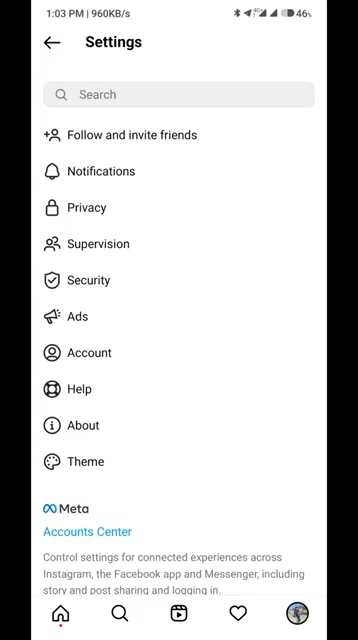 1:03 PM | 960KB/s
4G 46%
Settings
Search
Follow and invite friends
Notifications
Privacy
Supervision
Security
Ads
Account
Help
About
Theme
Meta
Accounts Center
Control settings for connected experiences across
Instagram, the Facebook app and Messenger, including
story and post sharing and logging in.